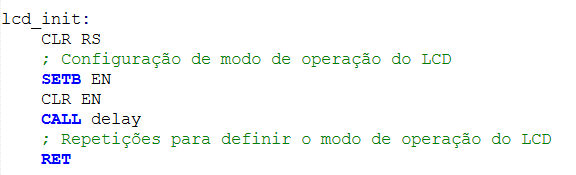 lcd_init:
CLR RS
; Configuração de modo de operação do LCD
SETB EN
CLR EN
CALL delay
; Repetições para definir o modo de operação do LCD
RET